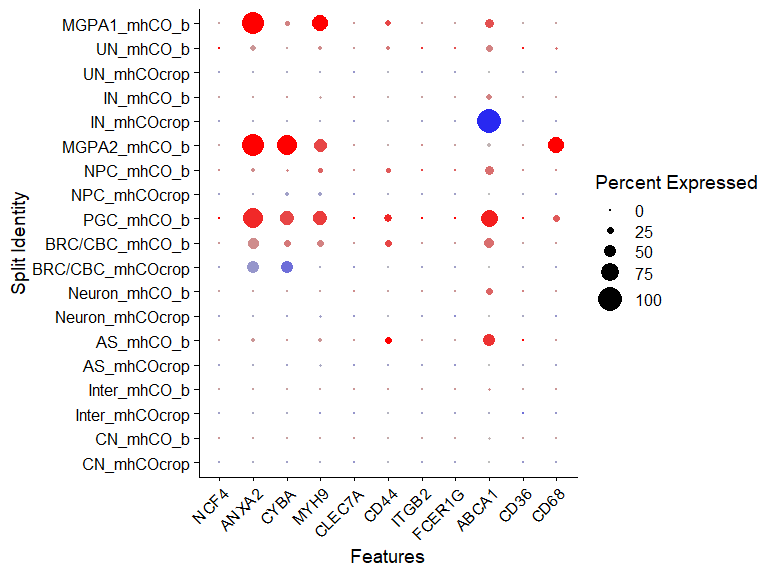 MGPA1_mhCO_b
UN_mhCO_b
UN_mhCOcrop
IN_mhCO_b
IN_mhCOcrop
MGPA2_mhCO_b
NPC_mhCO_b
NPC_mhCOcrop
PGC_mhCO_b
BRC/CBC_mhCO_b
BRC/CBC_mhCOcrop
Neuron_mhCO_b
Neuron_mhCOcrop
AS_mhCO_b
AS_mhCOcrop
Inter_mhCO_b
Inter_mhCOcrop
CN_mhCO_b
CN_mhCOcrop
Split Identity
NCF4
ANXA2
CYBA
MYH9
CLEC7A
CD44
ITGB2
FCER1G
ABCA1
CD36
CD68
Features
Percent Expressed
0
25
50
75
100